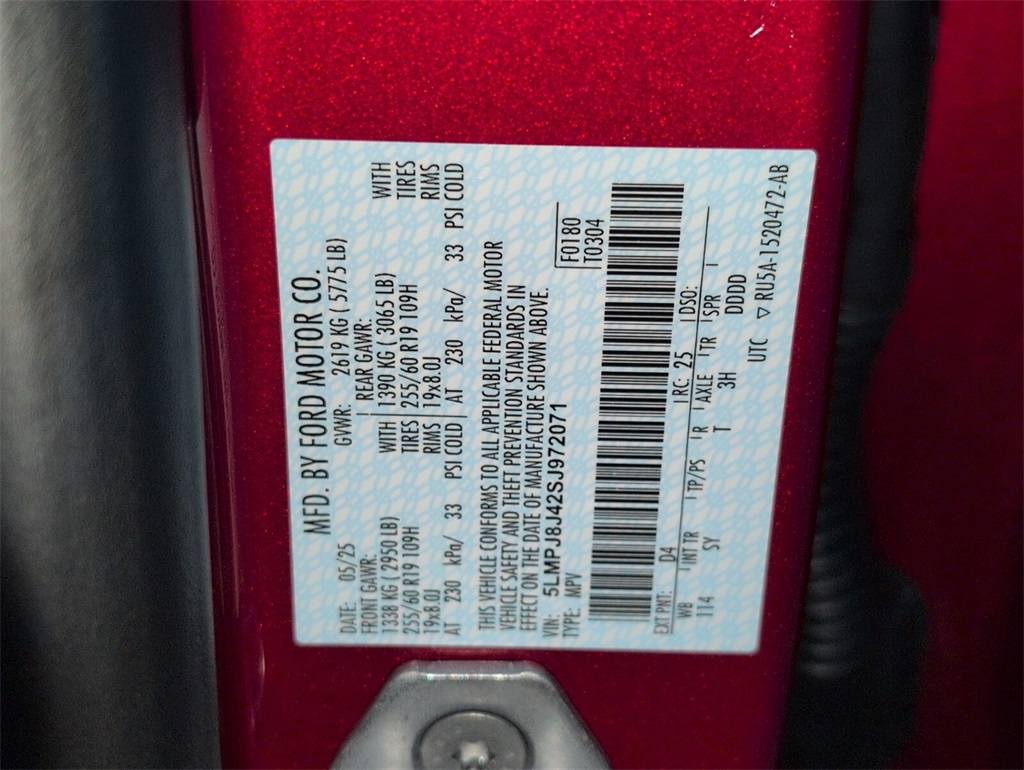 MFD. BY FORD MOTOR CO.
DATE: 05/25 GVWR: 2619 KG ( 5775 LB)
FRONT GAWR: REAR GAWR:
1338 KG ( 2950 LB) WITH 1390 KG ( 3065 LB) WITH
255/60 R19 109H TIRES 255/60 R19 109H TIRES
19x8.0J RIMS 19x8.0J RIMS
AT 230 kPa/ 33 PSI COLD AT 230 kPa/ 33 PSI COLD
THIS VEHICLE CONFORMS TO ALL APPLICABLE FEDERAL MOTOR
VEHICLE SAFETY AND THEFT PREVENTION STANDARDS IN
EFFECT ON THE DATE OF MANUFACTURE SHOWN ABOVE.
VIN: 5LMPJ8J42SJ972071
TYPE: MPV
F0180
T0304
EXT PNT: D4 RC: 25 DSO:
WB INT TR TP/PS R AXLE TR SPR
114 SY T 3H DDDD
UTC ▽ RU5A-1520472-AB